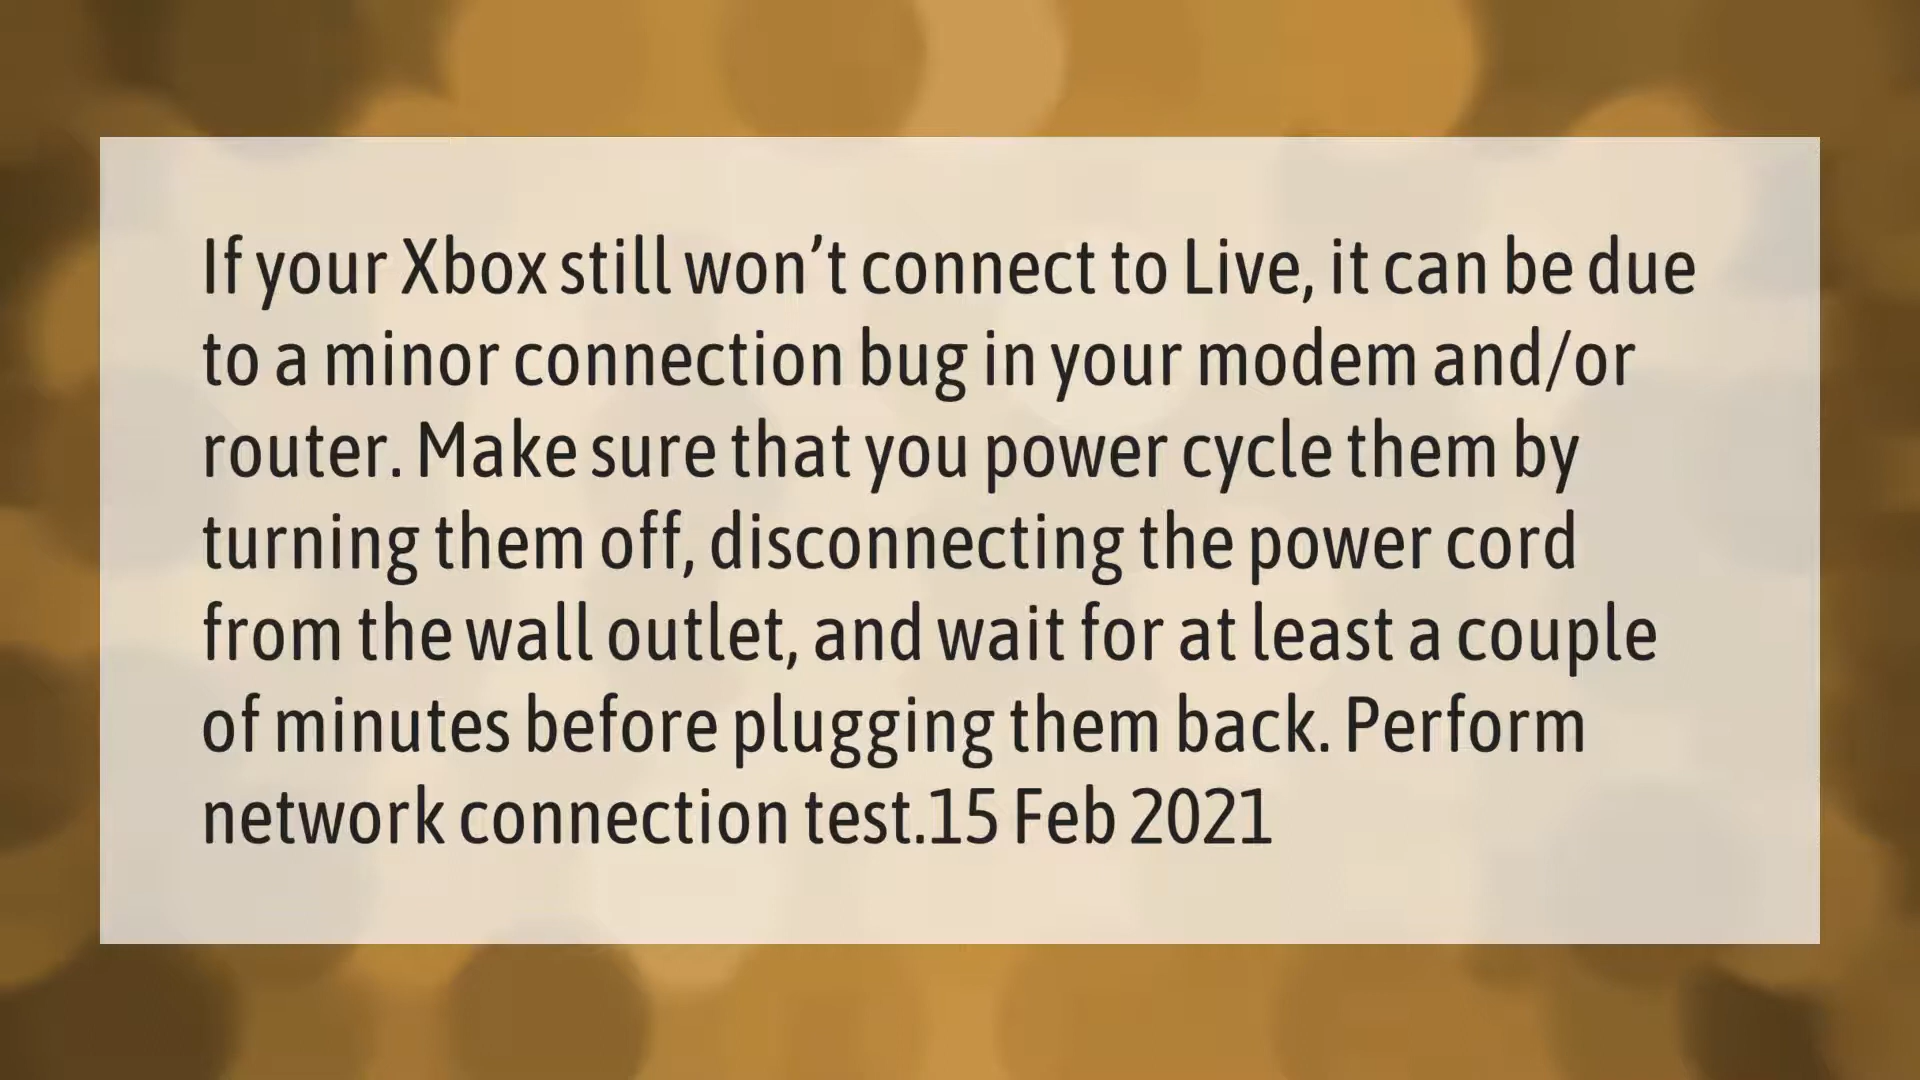 If your Xbox still won’t connect to Live, it can be due
to a minor connection bug in your modem and/or
router. Make sure that you power cycle them by
turning them off, disconnecting the power cord
from the wall outlet, and wait for at least a couple
of minutes before plugging them back. Perform
network connection test.15 Feb 2021